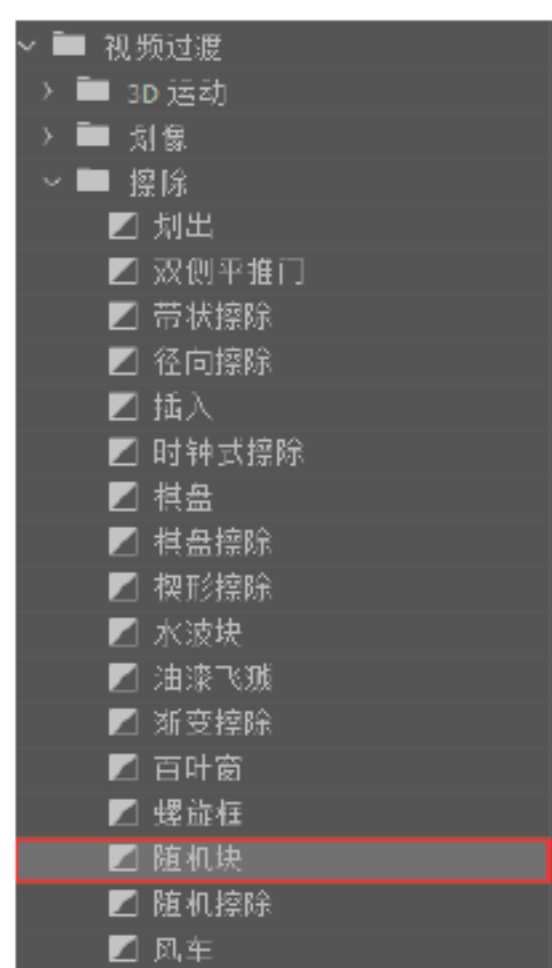 视频过渡
3D 运动
划像
擦除
划出
双侧平推门
带状擦除
径向擦除
插入
时钟式擦除
棋盘
棋盘擦除
楔形擦除
水波块
油漆飞溅
渐变擦除
百叶窗
螺旋框
随机块
随机擦除
风车